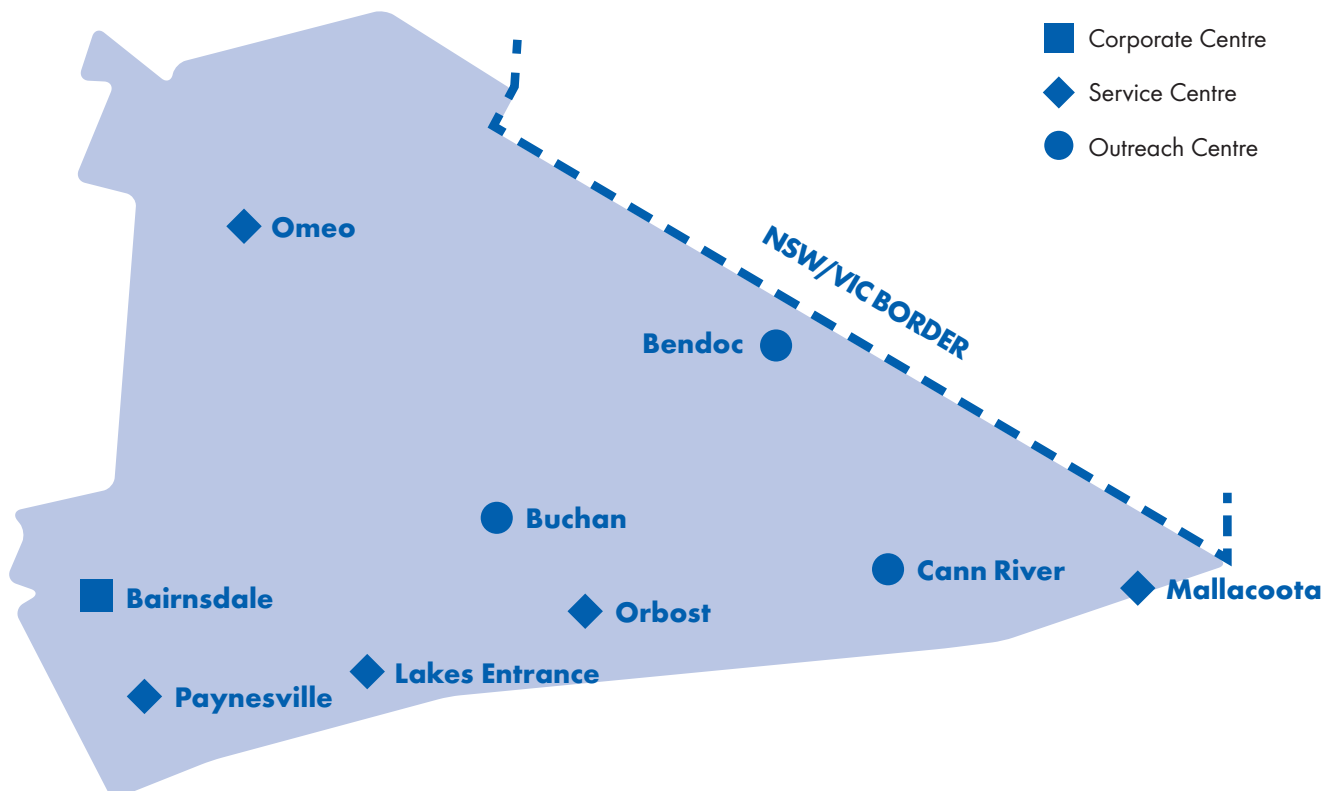 Corporate Centre
Service Centre
Outreach Centre
Omeo
NSW/VIC BORDER
Bendoc
Buchan
Cann River
Mallacoota
Bairnsdale
Orbost
Lakes Entrance
Paynesville